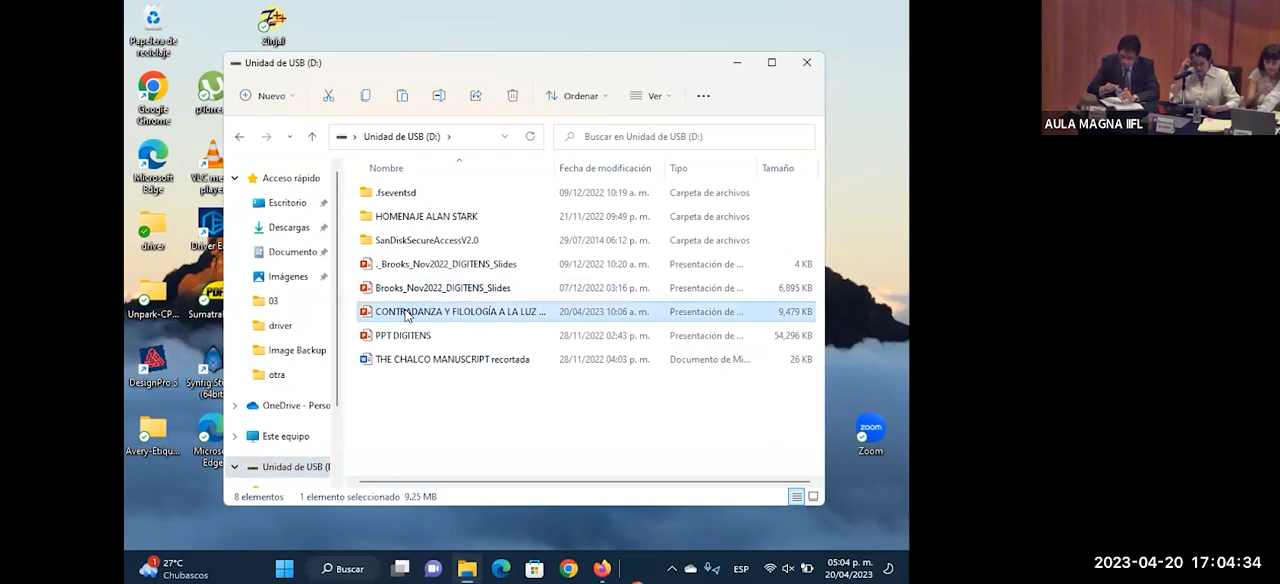 Papelera de
reciclaje
Zinjal
Google
Chrome
Microsoft
Edge
VLC me
player
driver
Unpark-CP...
Sumatra
DesignPro 5
Synfig Stu
(64bit
Avery-Etiqu...
Edge
Zoom
zoom
Unidad de USB (D:)
Nuevo
Ordenar
Ver
Unidad de USB (D:)
Buscar en Unidad de USB (D:)
Acceso rápido
Escritorio
Descargas
Documento
Imágenes
03
driver
Image Backup
otra
OneDrive - Perso
Este equipo
Unidad de USB (
Nombre Fecha de modificación Tipo Tamaño
.fseventsd 09/12/2022 10:19 a. m. Carpeta de archivos
HOMENAJE ALAN STARK 21/11/2022 09:49 p. m. Carpeta de archivos
SanDiskSecureAccessV2.0 29/07/2014 06:12 p. m. Carpeta de archivos
._Brooks_Nov2022_DIGITENS_Slides 09/12/2022 10:20 a. m. Presentación de ... 4 KB
Brooks_Nov2022_DIGITENS_Slides 07/12/2022 03:16 p. m. Presentación de ... 6,895 KB
CONTRADANZA Y FILOLOGÍA A LA LUZ ... 20/04/2023 10:06 a. m. Presentación de ... 9,479 KB
PPT DIGITENS 28/11/2022 02:43 p. m. Presentación de ... 54,296 KB
THE CHALCO MANUSCRIPT recortada 28/11/2022 04:03 p. m. Documento de Mi... 26 KB
8 elementos 1 elemento seleccionado 9.25 MB
1
27°C
Chubascos
Buscar
ESP
05:04 p. m.
20/04/2023
AULA MAGNA IIFL
2023-04-20 17:04:34